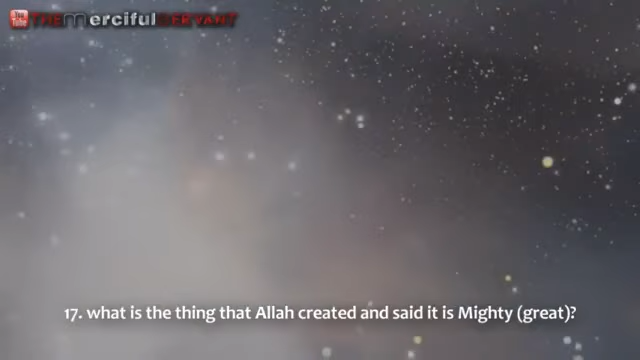 THEmercifulSERVANT
17. what is the thing that Allah created and said it is Mighty (great)?